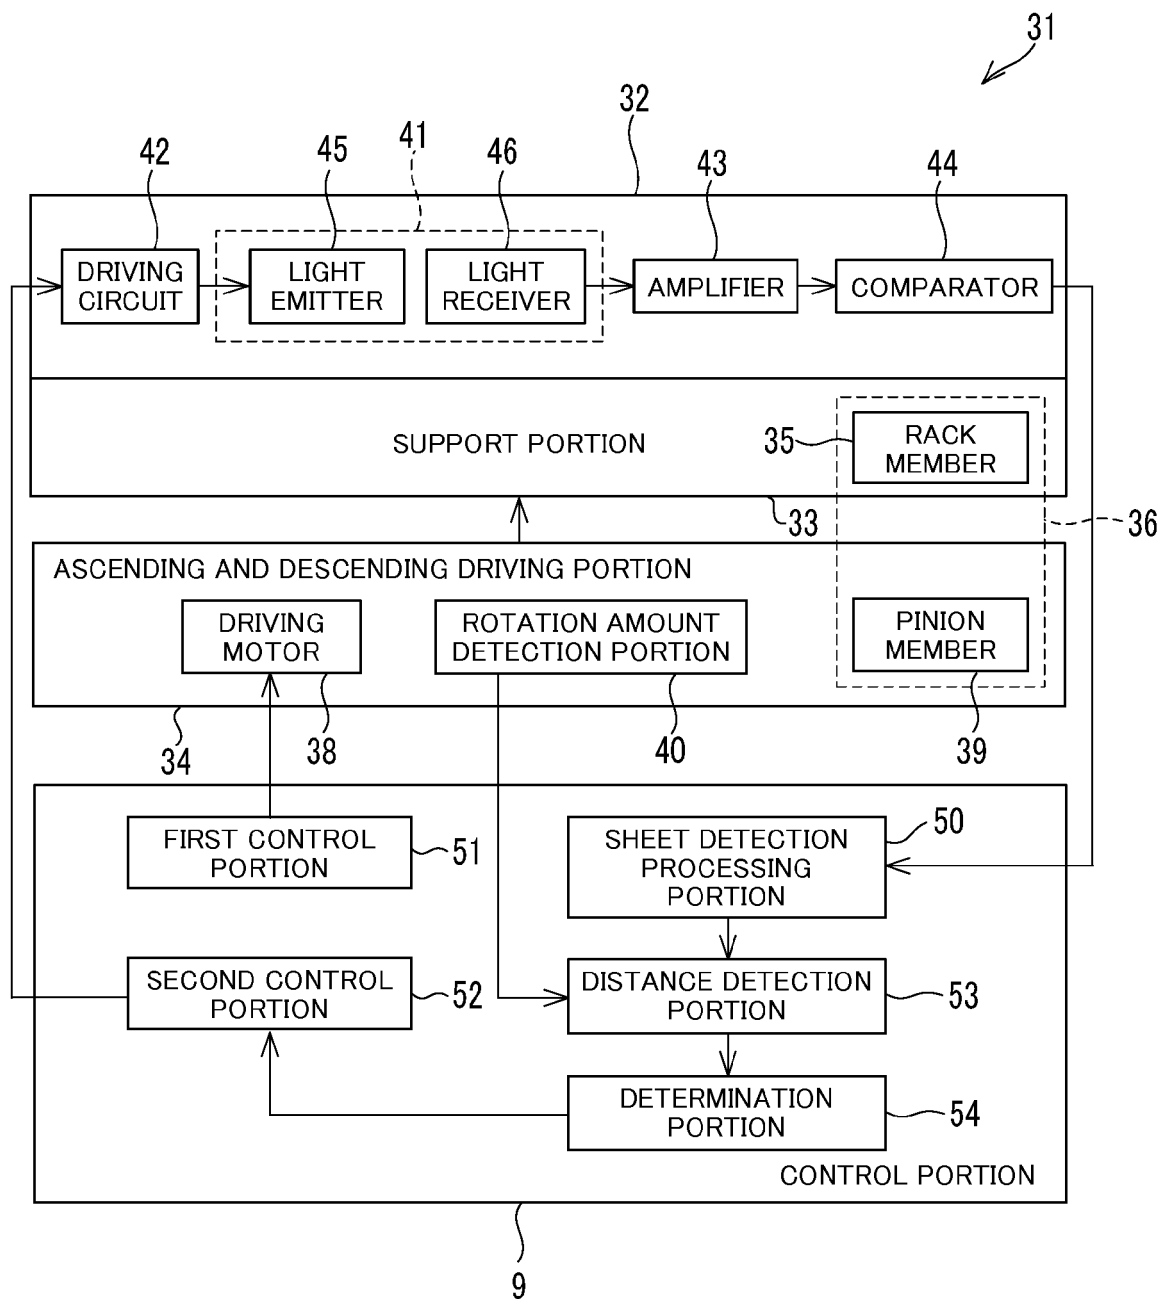 31
32
41
42
45
46
43
44
DRIVING
CIRCUIT
LIGHT
EMITTER
LIGHT
RECEIVER
AMPLIFIER
COMPARATOR
SUPPORT PORTION
35
RACK
MEMBER
33
36
ASCENDING AND DESCENDING DRIVING PORTION
DRIVING
MOTOR
ROTATION AMOUNT
DETECTION PORTION
PINION
MEMBER
34
38
40
39
FIRST CONTROL
PORTION
51
SHEET DETECTION
PROCESSING
PORTION
50
SECOND CONTROL
PORTION
52
DISTANCE DETECTION
PORTION
53
DETERMINATION
PORTION
54
CONTROL PORTION
9